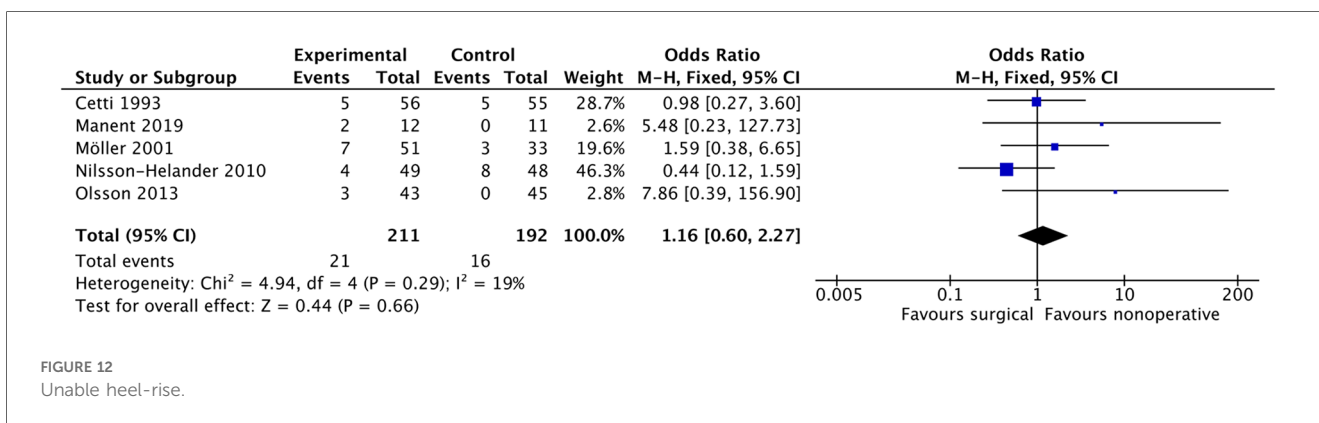 Experimental Control Odds Ratio Odds Ratio
Study or Subgroup Events Total Events Total Weight M-H, Fixed, 95% CI M-H, Fixed, 95% CI
Cetti 1993 5 56 5 55 28.7% 0.98 [0.27, 3.60]
Manent 2019 2 12 0 11 2.6% 5.48 [0.23, 127.73]
Möller 2001 7 51 3 33 19.6% 1.59 [0.38, 6.65]
Nilsson-Helander 2010 4 49 8 48 46.3% 0.44 [0.12, 1.59]
Olsson 2013 3 43 0 45 2.8% 7.86 [0.39, 156.90]
Total (95% CI) 211 192 100.0% 1.16 [0.60, 2.27]
Total events 21 16
Heterogeneity: Chi² = 4.94, df = 4 (P = 0.29); I² = 19%
Test for overall effect: Z = 0.44 (P = 0.66)
0.005 0.1 1 10 200
Favours surgical Favours nonoperative
FIGURE 12
Unable heel-rise.